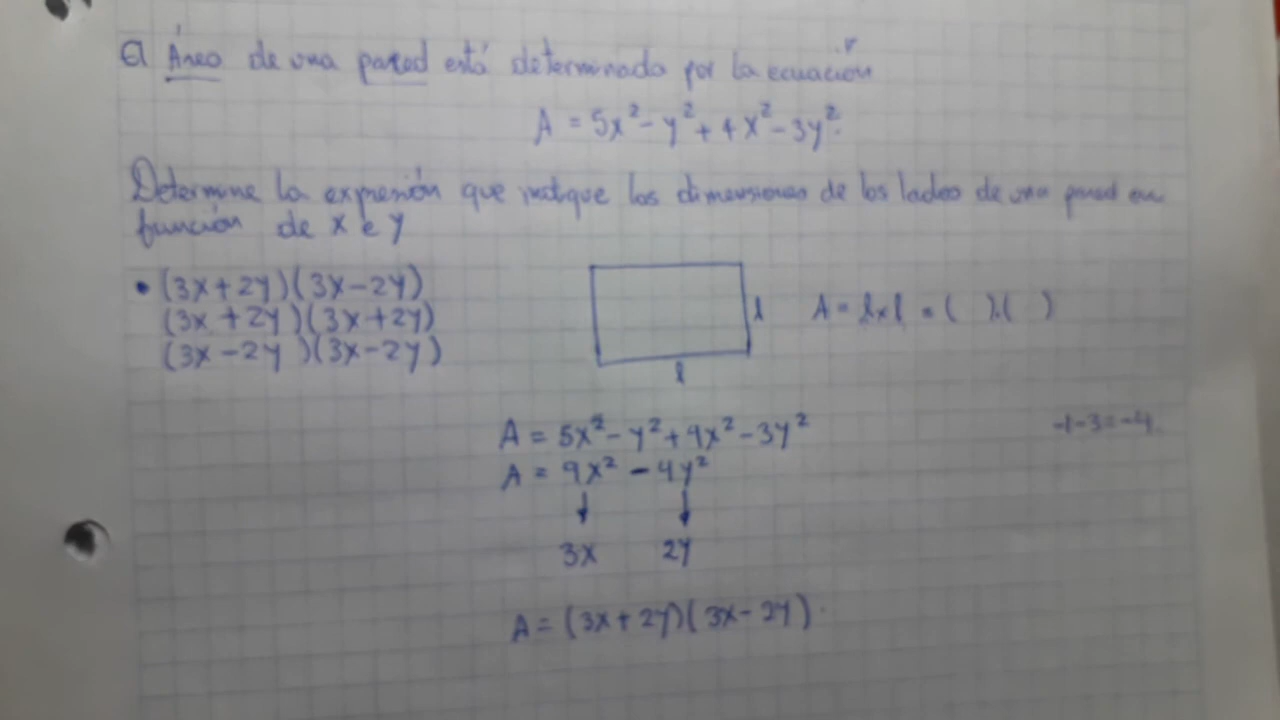 a) Área de una pared está determinada por la ecuación
A = 5x² - y² + 4x² - 3y².
Determine la expresión que indique las dimensiones de los lados de una pared en
función de x e y
• (3x+2y)(3x-2y)
(3x+2y)(3x+2y)
(3x-2y)(3x-2y)
l
l
A = l x l = ( ).( )
A = 5x² - y² + 4x² - 3y²
-1-3=-4.
A = 9x² - 4y²
3x 2y
A = (3x+2y)(3x-2y).